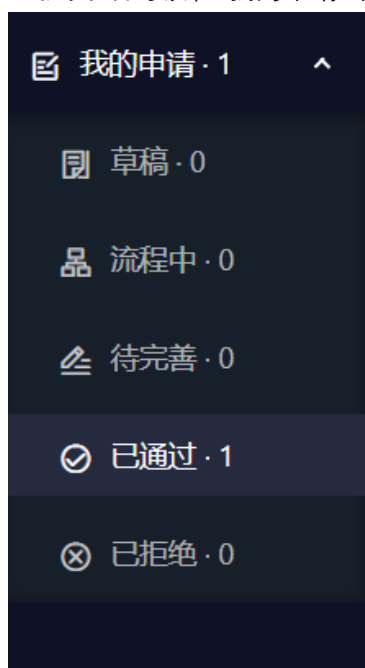 我的申请 · 1
草稿 · 0
流程中 · 0
待完善 · 0
已通过 · 1
已拒绝 · 0